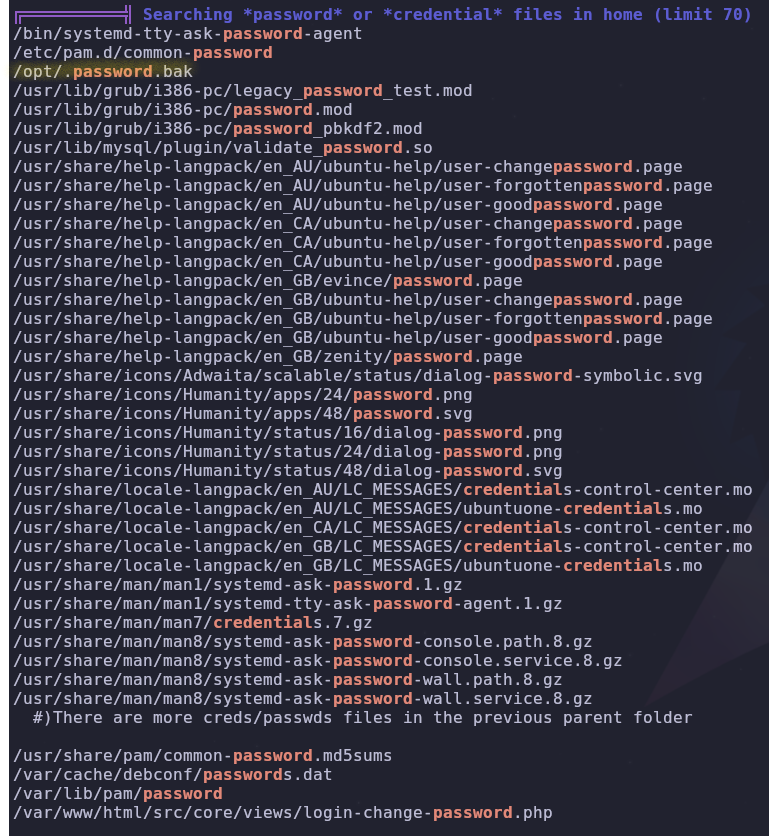 ╔══════════╣ Searching *password* or *credential* files in home (limit 70)
/bin/systemd-tty-ask-password-agent
/etc/pam.d/common-password
/opt/.password.bak
/usr/lib/grub/i386-pc/legacy_password_test.mod
/usr/lib/grub/i386-pc/password.mod
/usr/lib/grub/i386-pc/password_pbkdf2.mod
/usr/lib/mysql/plugin/validate_password.so
/usr/share/help-langpack/en_AU/ubuntu-help/user-changepassword.page
/usr/share/help-langpack/en_AU/ubuntu-help/user-forgottenpassword.page
/usr/share/help-langpack/en_AU/ubuntu-help/user-goodpassword.page
/usr/share/help-langpack/en_CA/ubuntu-help/user-changepassword.page
/usr/share/help-langpack/en_CA/ubuntu-help/user-forgottenpassword.page
/usr/share/help-langpack/en_CA/ubuntu-help/user-goodpassword.page
/usr/share/help-langpack/en_GB/evince/password.page
/usr/share/help-langpack/en_GB/ubuntu-help/user-changepassword.page
/usr/share/help-langpack/en_GB/ubuntu-help/user-forgottenpassword.page
/usr/share/help-langpack/en_GB/ubuntu-help/user-goodpassword.page
/usr/share/help-langpack/en_GB/zenity/password.page
/usr/share/icons/Adwaita/scalable/status/dialog-password-symbolic.svg
/usr/share/icons/Humanity/apps/24/password.png
/usr/share/icons/Humanity/apps/48/password.svg
/usr/share/icons/Humanity/status/16/dialog-password.png
/usr/share/icons/Humanity/status/24/dialog-password.png
/usr/share/icons/Humanity/status/48/dialog-password.svg
/usr/share/locale-langpack/en_AU/LC_MESSAGES/credentials-control-center.mo
/usr/share/locale-langpack/en_AU/LC_MESSAGES/ubuntuone-credentials.mo
/usr/share/locale-langpack/en_CA/LC_MESSAGES/credentials-control-center.mo
/usr/share/locale-langpack/en_GB/LC_MESSAGES/credentials-control-center.mo
/usr/share/locale-langpack/en_GB/LC_MESSAGES/ubuntuone-credentials.mo
/usr/share/man/man1/systemd-ask-password.1.gz
/usr/share/man/man1/systemd-tty-ask-password-agent.1.gz
/usr/share/man/man7/credentials.7.gz
/usr/share/man/man8/systemd-ask-password-console.path.8.gz
/usr/share/man/man8/systemd-ask-password-console.service.8.gz
/usr/share/man/man8/systemd-ask-password-wall.path.8.gz
/usr/share/man/man8/systemd-ask-password-wall.service.8.gz
#)There are more creds/passwds files in the previous parent folder
/usr/share/pam/common-password.md5sums
/var/cache/debconf/passwords.dat
/var/lib/pam/password
/var/www/html/src/core/views/login-change-password.php